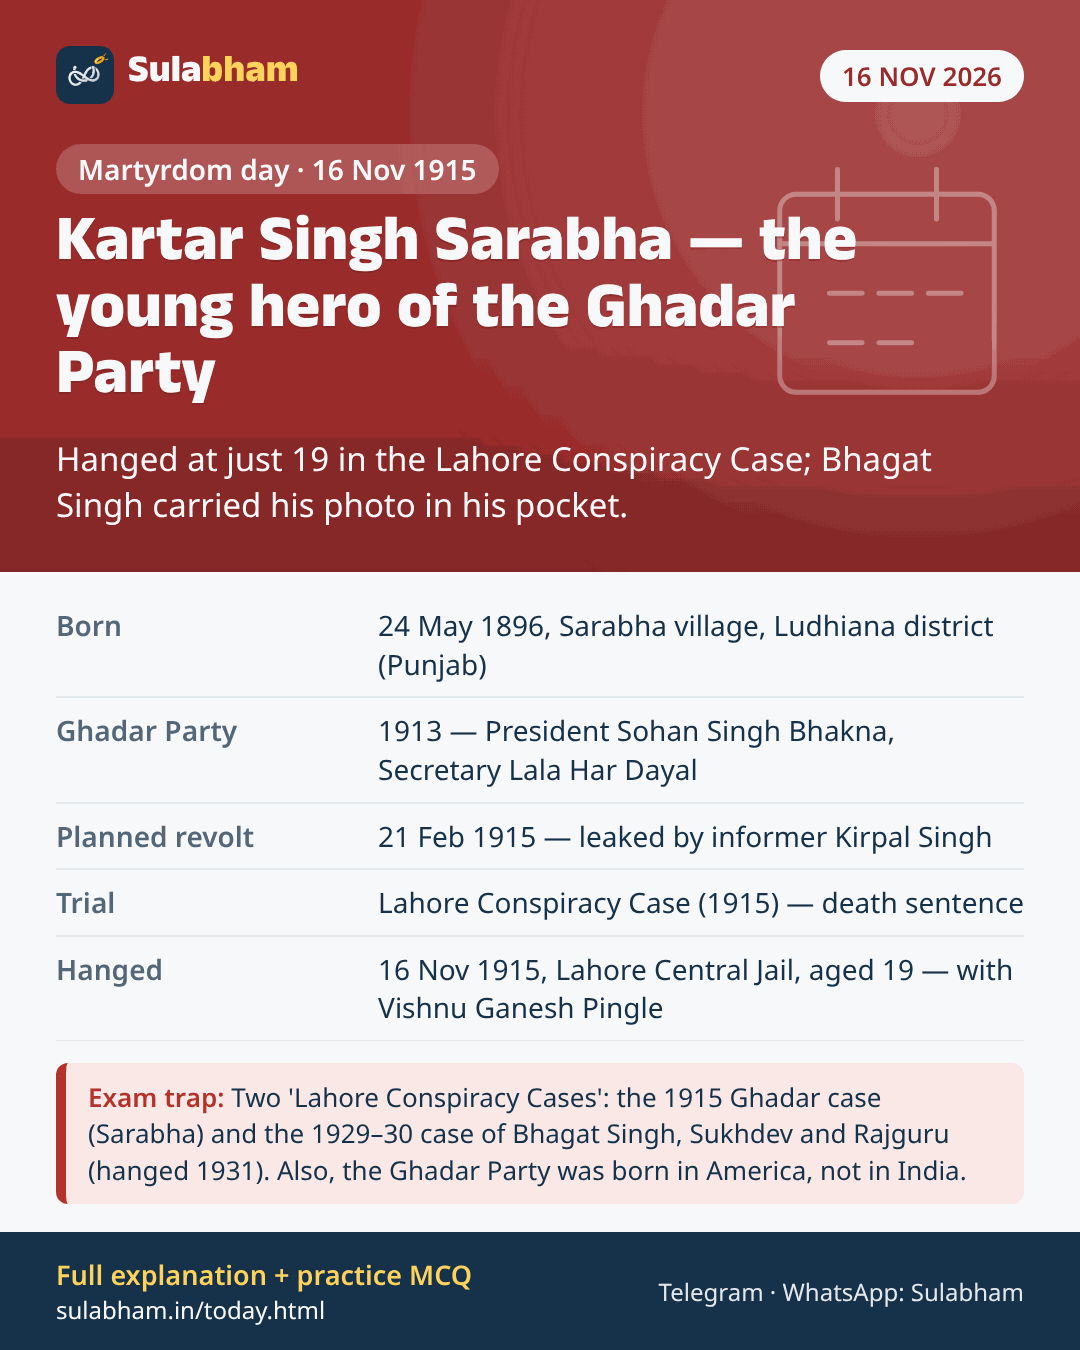 Sulabham
16 NOV 2026
Martyrdom day · 16 Nov 1915
Kartar Singh Sarabha — the
young hero of the Ghadar
Party
Hanged at just 19 in the Lahore Conspiracy Case; Bhagat
Singh carried his photo in his pocket.
Born
24 May 1896, Sarabha village, Ludhiana district
(Punjab)
Ghadar Party
1913 — President Sohan Singh Bhakna,
Secretary Lala Har Dayal
Planned revolt
21 Feb 1915 — leaked by informer Kirpal Singh
Trial
Lahore Conspiracy Case (1915) — death sentence
Hanged
16 Nov 1915, Lahore Central Jail, aged 19 — with
Vishnu Ganesh Pingle
Exam trap: Two 'Lahore Conspiracy Cases': the 1915 Ghadar case
(Sarabha) and the 1929–30 case of Bhagat Singh, Sukhdev and Rajguru
(hanged 1931). Also, the Ghadar Party was born in America, not in India.
Full explanation + practice MCQ
sulabham.in/today.html
Telegram · WhatsApp: Sulabham